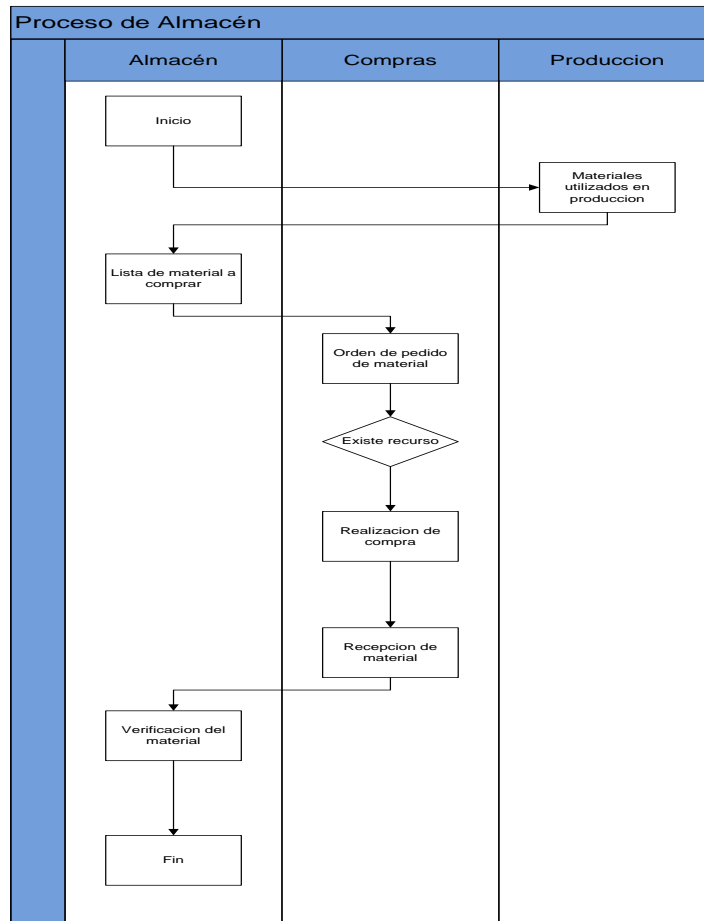 Proceso de Almacén
Almacén
Compras
Produccion
Inicio
Materiales
utilizados en
produccion
Lista de material a
comprar
Orden de pedido
de material
Existe recurso
Realizacion de
compra
Recepcion de
material
Verificacion del
material
Fin